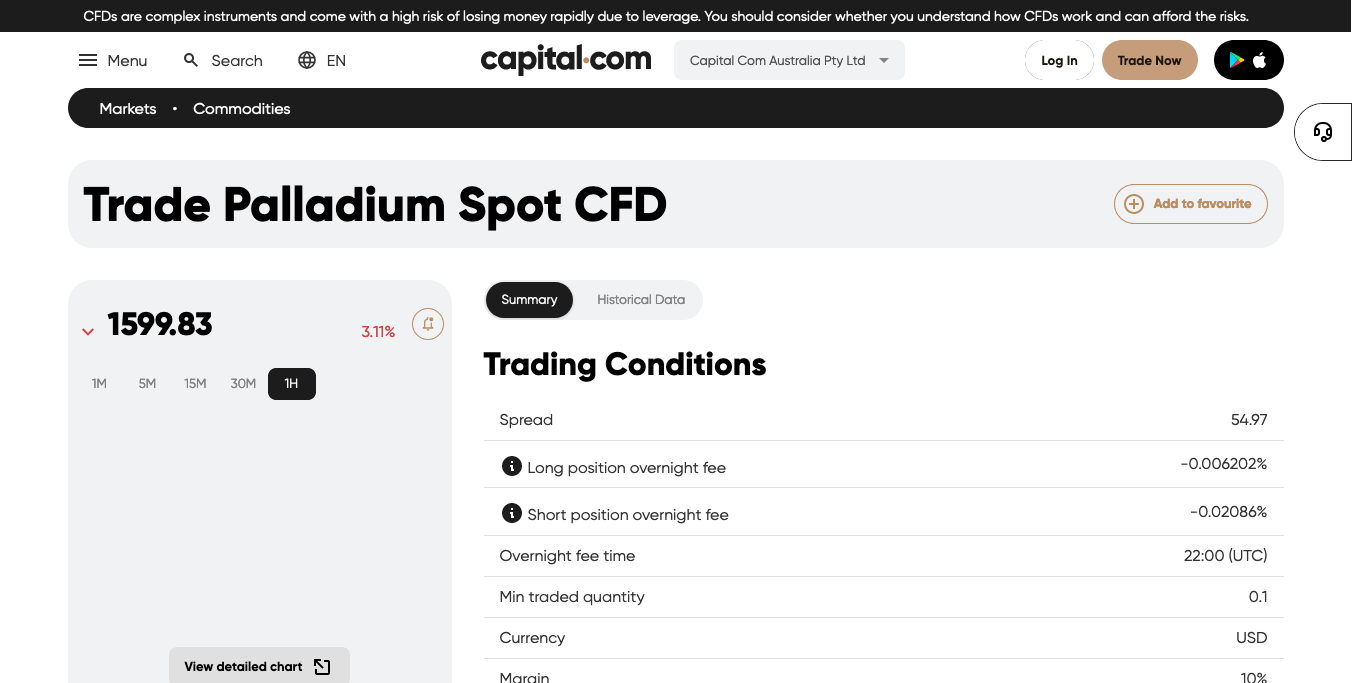 CFDs are complex instruments and come with a high risk of losing money rapidly due to leverage. You should consider whether you understand how CFDs work and can afford the risks.
Menu Search EN capital.com Capital Com Australia Pty Ltd Log In Trade Now
Markets • Commodities
Trade Palladium Spot CFD Add to favourite
1599.83 3.11%
1M 5M 15M 30M 1H
View detailed chart
Summary Historical Data
Trading Conditions
Spread 54.97
Long position overnight fee -0.006202%
Short position overnight fee -0.02086%
Overnight fee time 22:00 (UTC)
Min traded quantity 0.1
Currency USD
Margin 10%